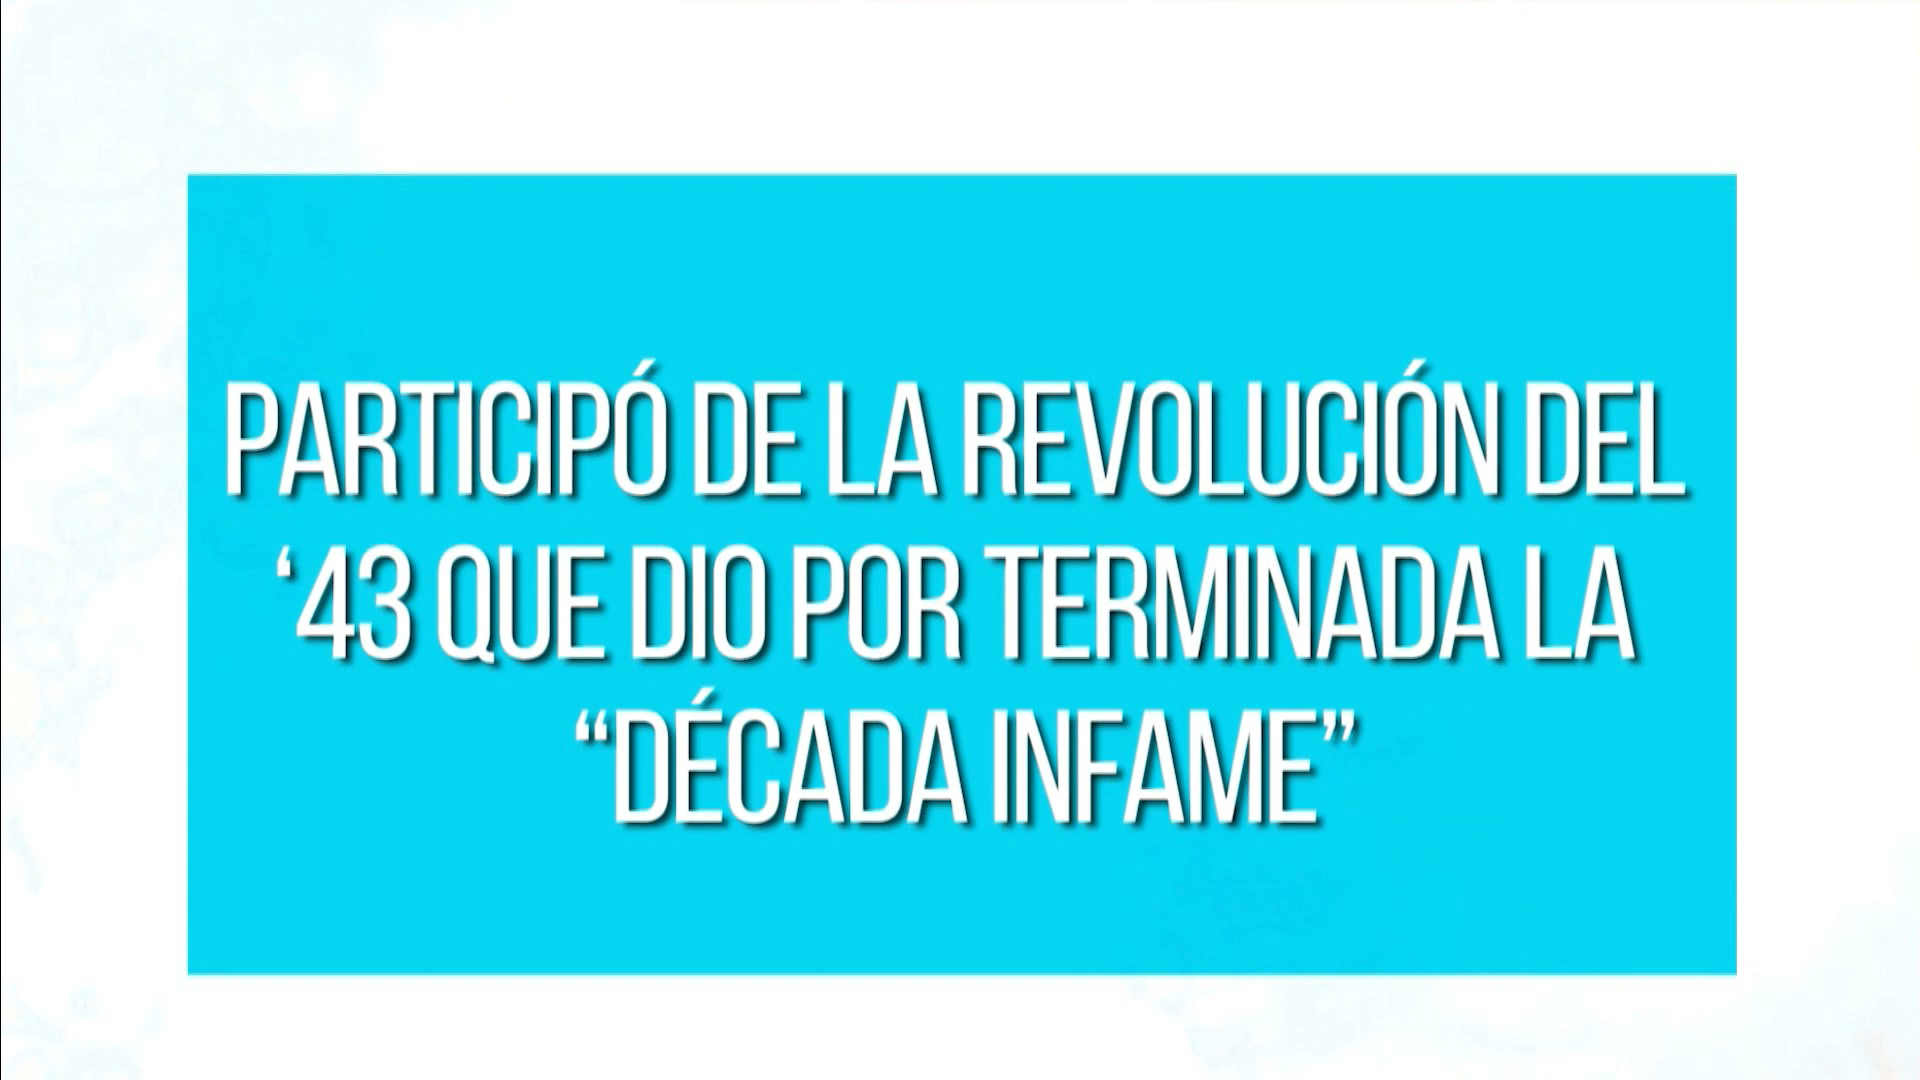 PARTICIPÓ DE LA REVOLUCIÓN DEL
‘43 QUE DIO POR TERMINADA LA
“DÉCADA INFAME”